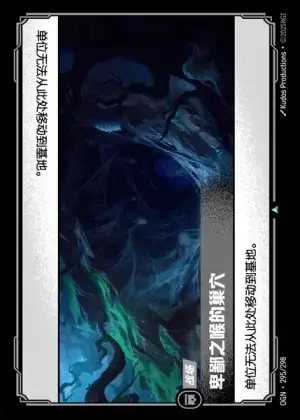 单位无法从此处移动到基地。
战场
卑鄙之喉的巢穴
单位无法从此处移动到基地。
OGN • 295/298
Kudos Productions • ©2025RGI